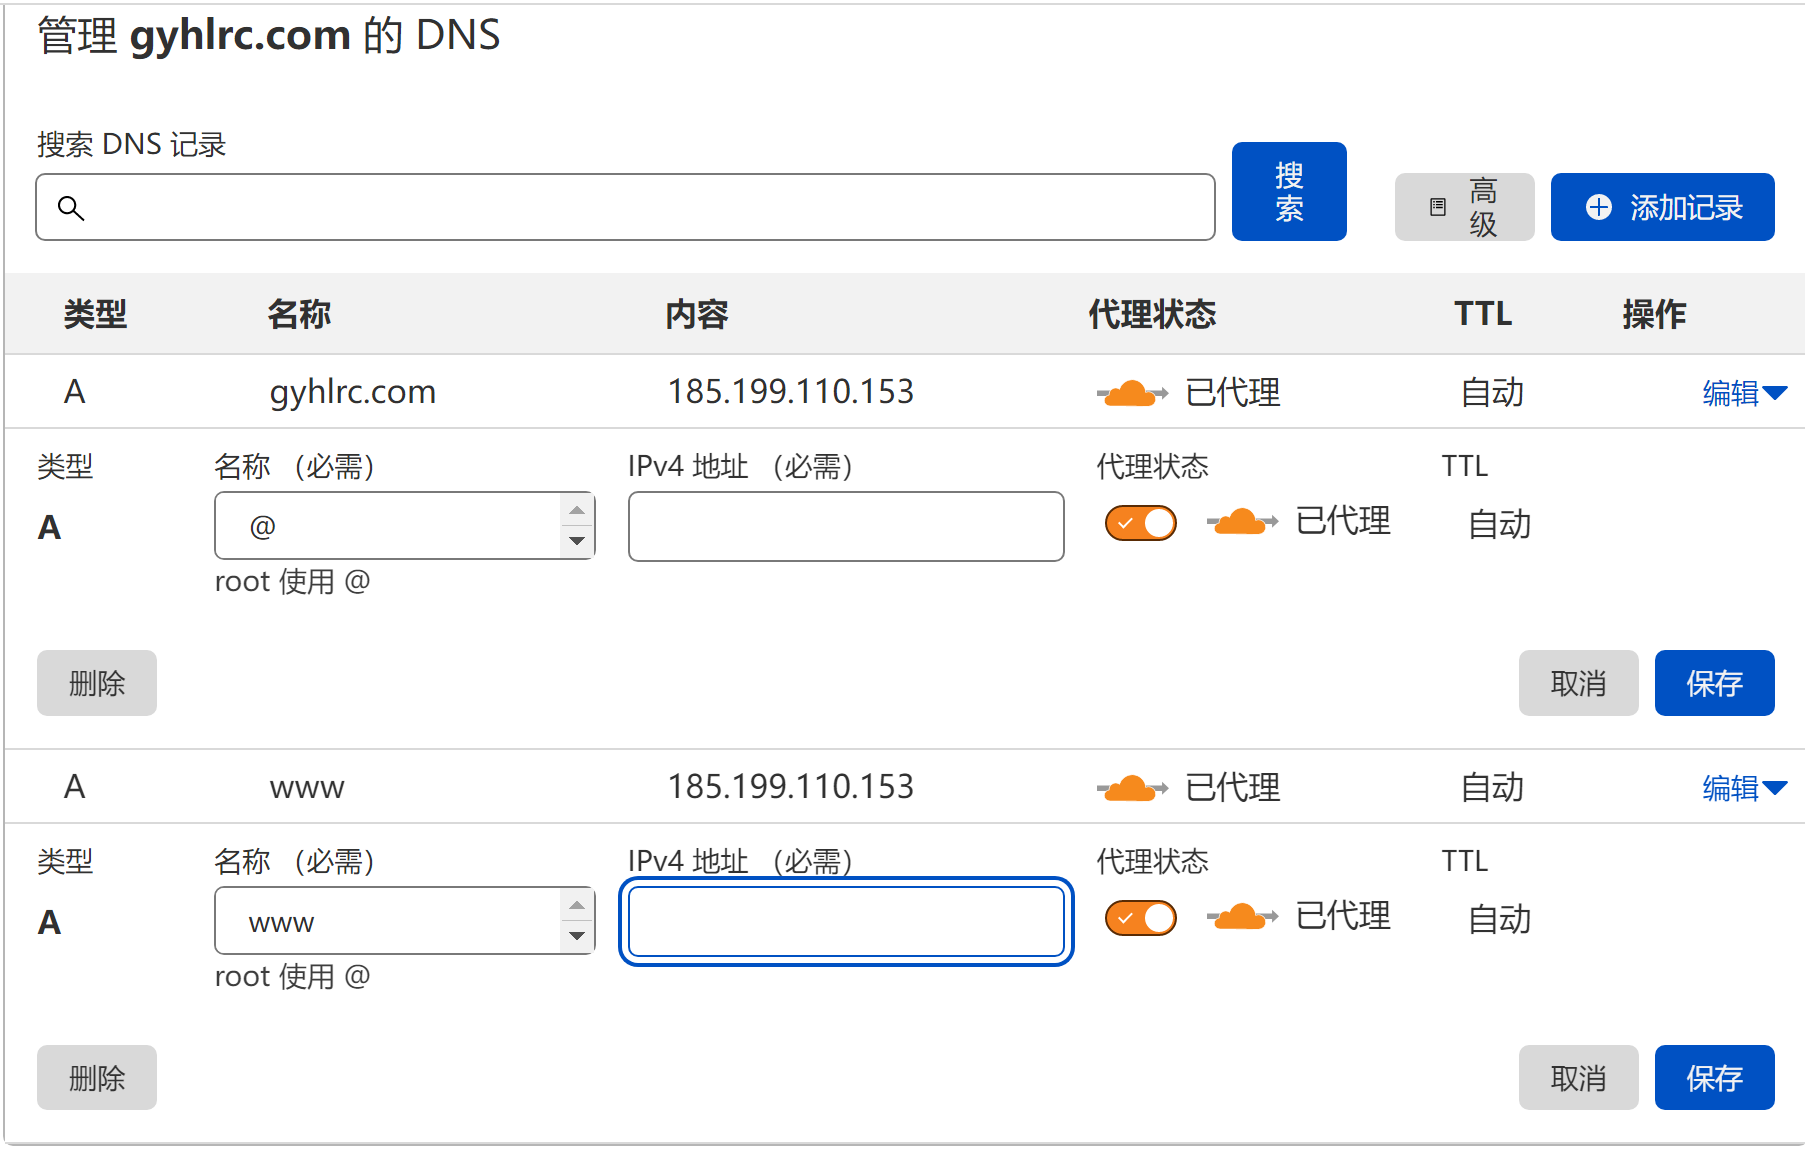 管理 gyhlrc.com 的 DNS
搜索 DNS 记录
搜索
高级
添加记录
类型 名称 内容 代理状态 TTL 操作
A gyhlrc.com 185.199.110.153 已代理 自动 编辑
类型 名称 （必需） IPv4 地址 （必需） 代理状态 TTL
A @ 已代理 自动
root 使用 @
删除 取消 保存
A www 185.199.110.153 已代理 自动 编辑
类型 名称 （必需） IPv4 地址 （必需） 代理状态 TTL
A www 已代理 自动
root 使用 @
删除 取消 保存